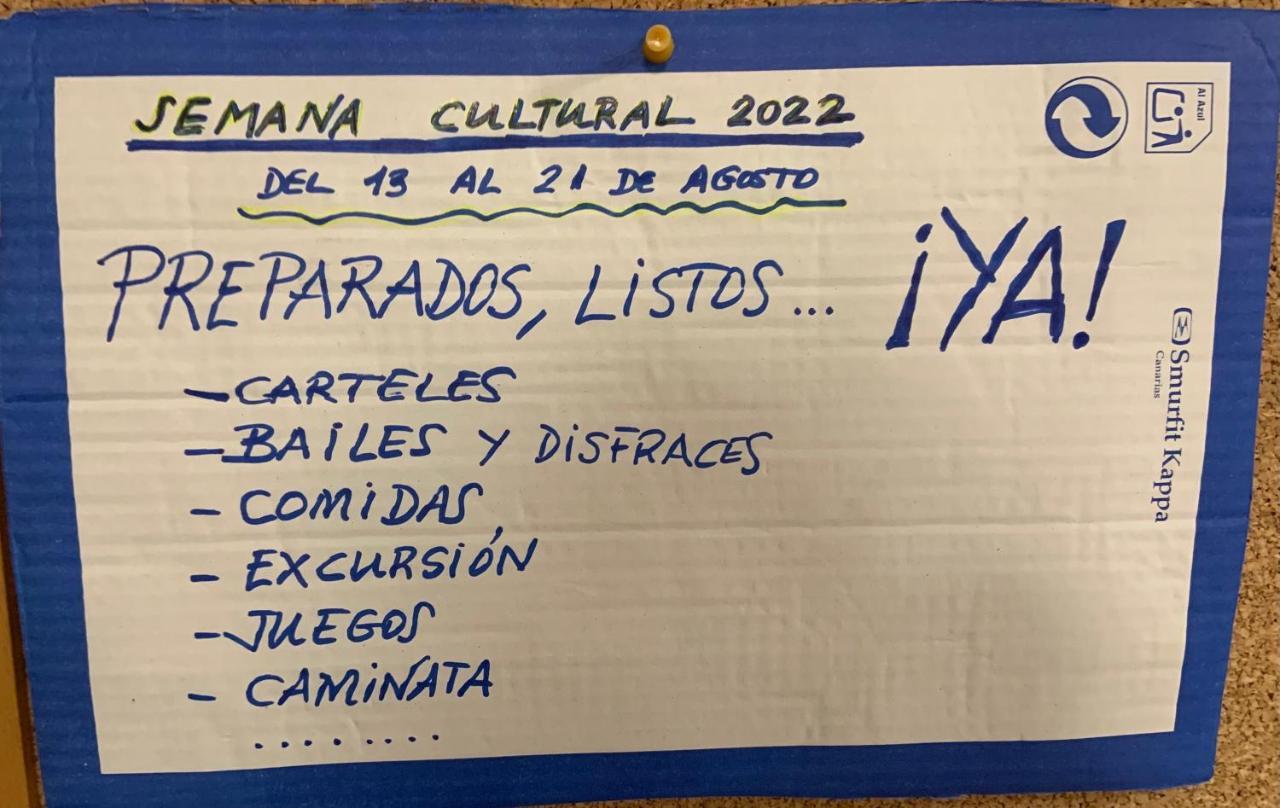 SEMANA CULTURAL 2022
DEL 13 AL 21 DE AGOSTO
PREPARADOS, LISTOS... ¡YA!
- CARTELES
- BAILES Y DISFRACES
- COMIDAS
- EXCURSIÓN
- JUEGOS
- CAMINATA
........
Al Azul
Smurfit Kappa
Canarias